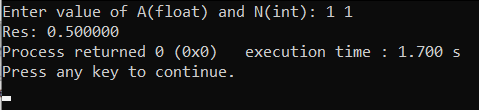 Enter value of A(float) and N(int): 1 1
Res: 0.500000
Process returned 0 (0x0)   execution time : 1.700 s
Press any key to continue.